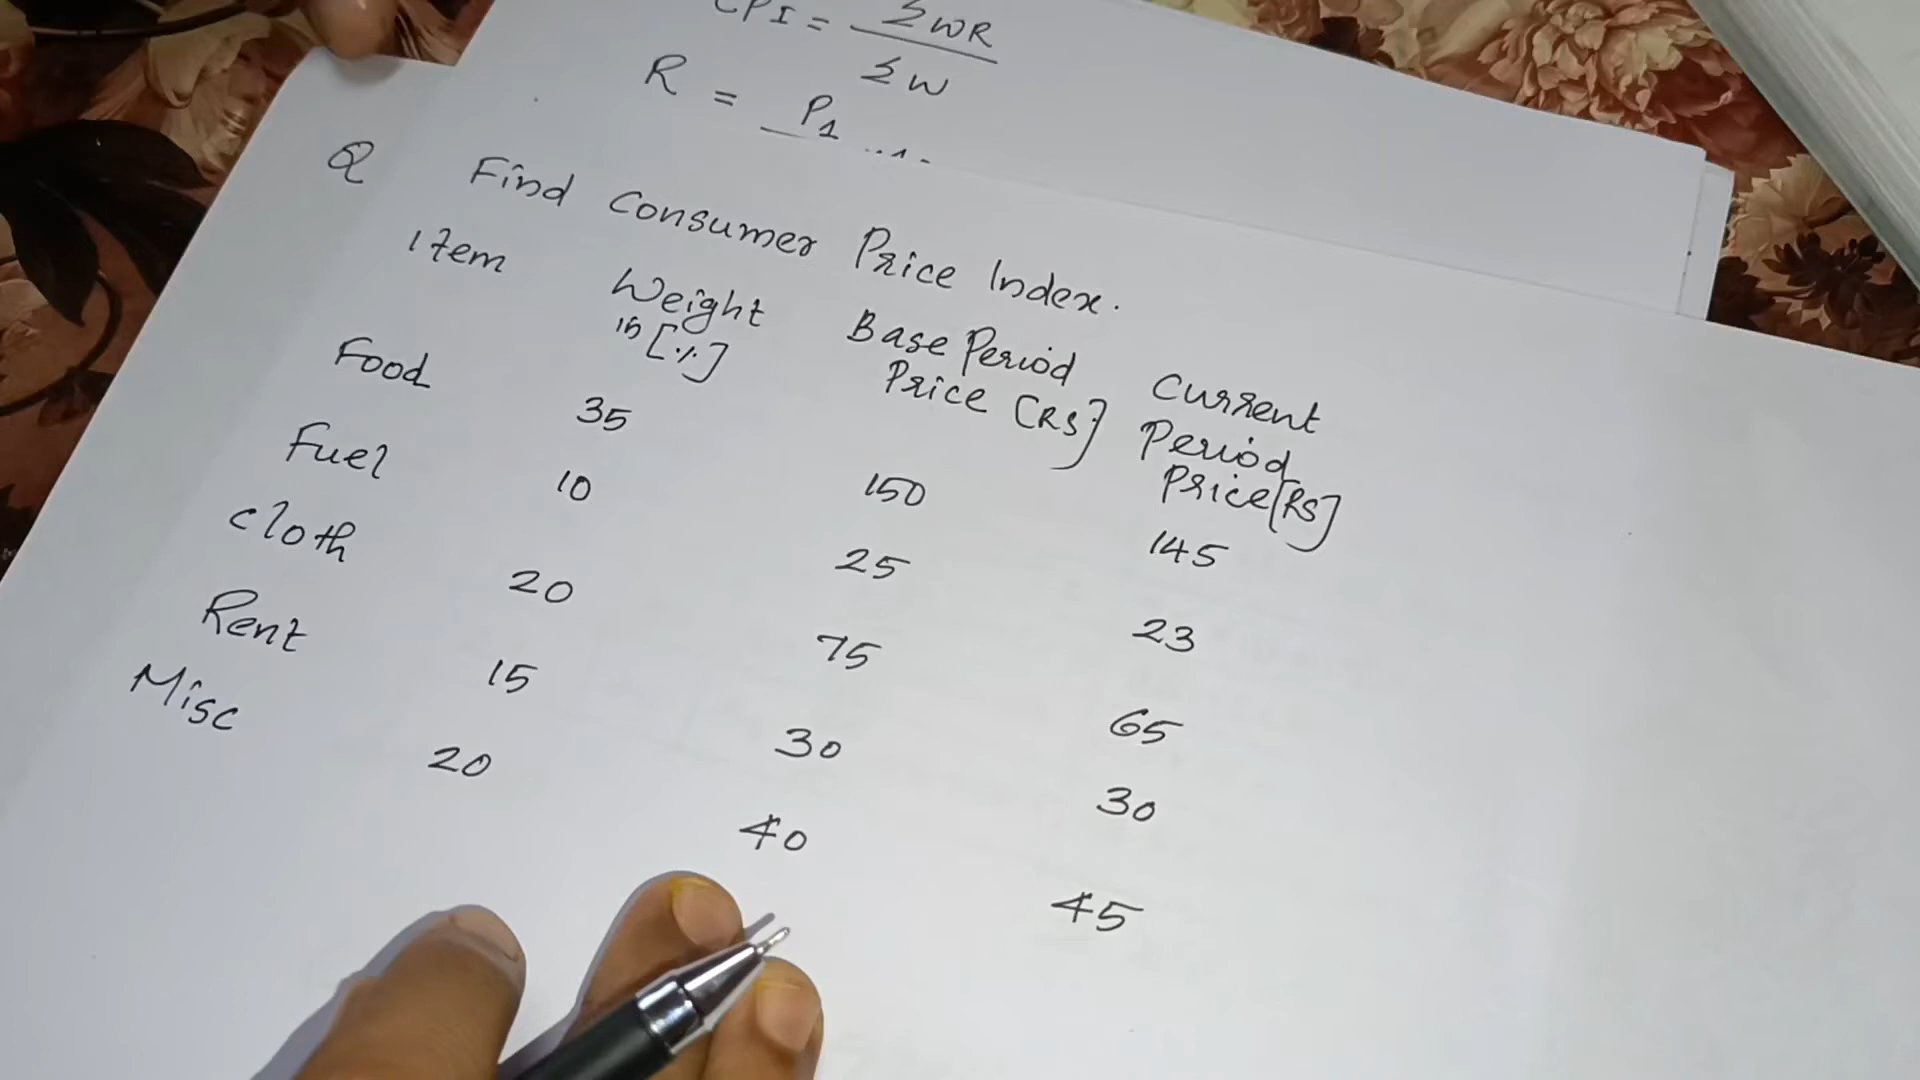 CPI = ΣWR
ΣW
R = P1
Q Find Consumer Price Index.
Item Weight in [%] Base Period Price [RS] Current Period Price [RS]
Food 35 150 145
Fuel 10 25 23
Cloth 20 75 65
Rent 15 30 30
Misc 20 40 45